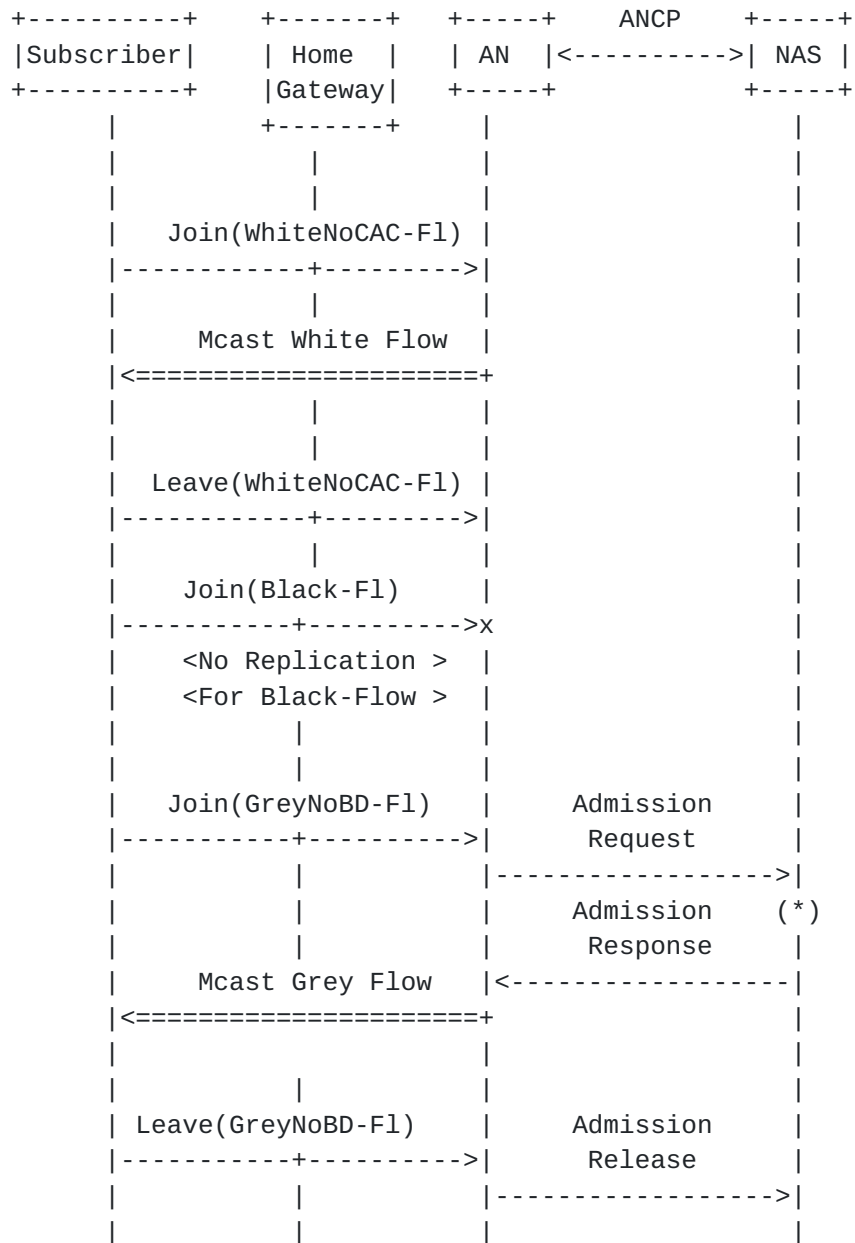 +----------+    +-------+   +-----+    ANCP     +-----+
|Subscriber|    | Home  |   | AN  |<----------->| NAS |
+----------+    |Gateway|   +-----+             +-----+
      |         +-------+     |                   |
      |            |          |                   |
      |            |          |                   |
      |   Join(WhiteNoCAC-Fl) |                   |
      |------------+--------->|                   |
      |            |          |                   |
      |     Mcast White Flow  |                   |
      |<======================+                   |
      |            |          |                   |
      |            |          |                   |
      |  Leave(WhiteNoCAC-Fl) |                   |
      |------------+--------->|                   |
      |            |          |                   |
      |    Join(Black-Fl)     |                   |
      |-----------+---------->x                   |
      |    <No Replication >  |                   |
      |    <For Black-Flow >  |                   |
      |           |           |                   |
      |           |           |                   |
      |   Join(GreyNoBD-Fl)   |     Admission     |
      |-----------+---------->|      Request      |
      |           |           |------------------>|
      |           |           |     Admission    (*)
      |           |           |      Response     |
      |     Mcast Grey Flow   |<------------------|
      |<======================+                   |
      |                       |                   |
      |           |           |                   |
      | Leave(GreyNoBD-Fl)    |     Admission     |
      |-----------+---------->|      Release      |
      |           |           |------------------>|
      |           |           |                   |